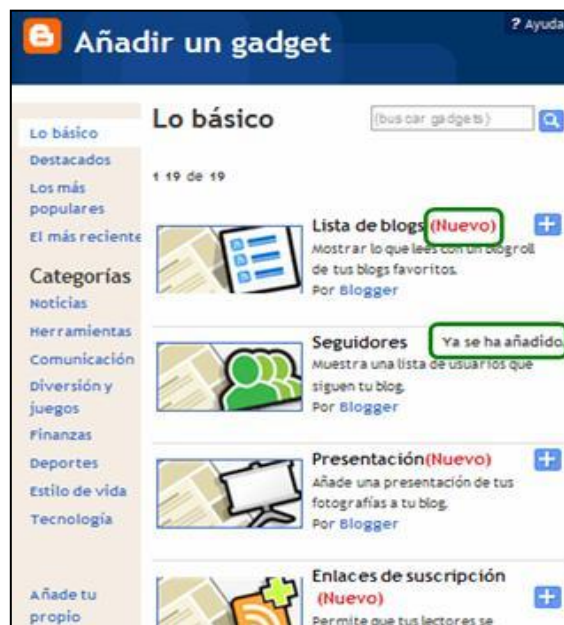 Añadir un gadget
? Ayuda
Lo básico
Destacados
Los más
populares
El más reciente
Categorías
Noticias
Herramientas
Comunicación
Diversión y
juegos
Finanzas
Deportes
Estilo de vida
Tecnología
Añade tu
propio
Lo básico
(buscar gadgets)
1 19 de 19
Lista de blogs (Nuevo)
Mostrar lo que lees con un blogroll
de tus blogs favoritos.
Por Blogger
Seguidores
Ya se ha añadido.
Muestra una lista de usuarios que
siguen tu blog.
Por Blogger
Presentación(Nuevo)
Añade una presentación de tus
fotografías a tu blog.
Por Blogger
Enlaces de suscripción
(Nuevo)
Permite que tus lectores se